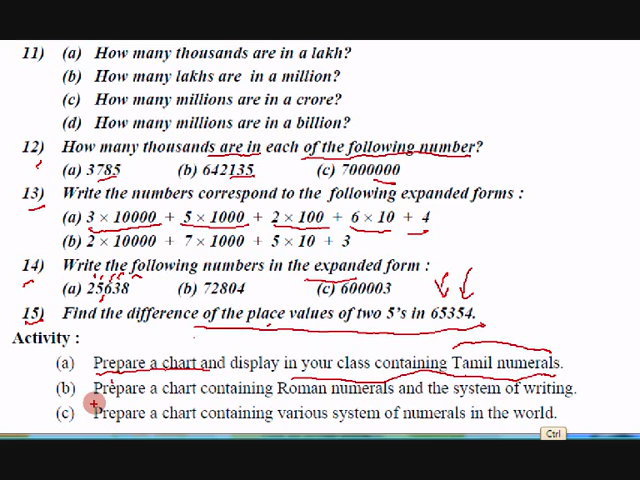 11) (a) How many thousands are in a lakh?
(b) How many lakhs are in a million?
(c) How many millions are in a crore?
(d) How many millions are in a billion?
12) How many thousands are in each of the following number?
(a) 3785 (b) 642135 (c) 7000000
13) Write the numbers correspond to the following expanded forms :
(a) 3 × 10000 + 5 × 1000 + 2 × 100 + 6 × 10 + 4
(b) 2 × 10000 + 7 × 1000 + 5 × 10 + 3
14) Write the following numbers in the expanded form :
(a) 25638 (b) 72804 (c) 600003
15) Find the difference of the place values of two 5's in 65354.
Activity :
(a) Prepare a chart and display in your class containing Tamil numerals.
(b) Prepare a chart containing Roman numerals and the system of writing.
(c) Prepare a chart containing various system of numerals in the world.
Ctrl